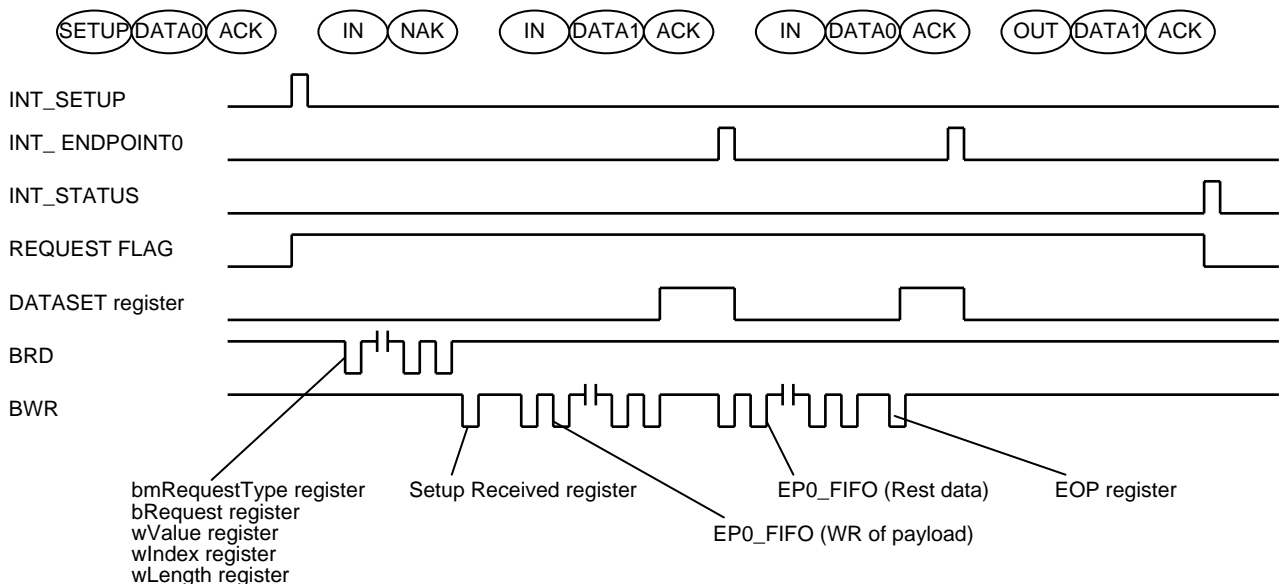 SETUP DATA0 ACK IN NAK IN DATA1 ACK IN DATA0 ACK OUT DATA1 ACK
INT_SETUP
INT_ ENDPOINT0
INT_STATUS
REQUEST FLAG
DATASET register
BRD
BWR
bmRequestType register
bRequest register
wValue register
wIndex register
wLength register
Setup Received register
EP0_FIFO (WR of payload)
EP0_FIFO (Rest data)
EOP register